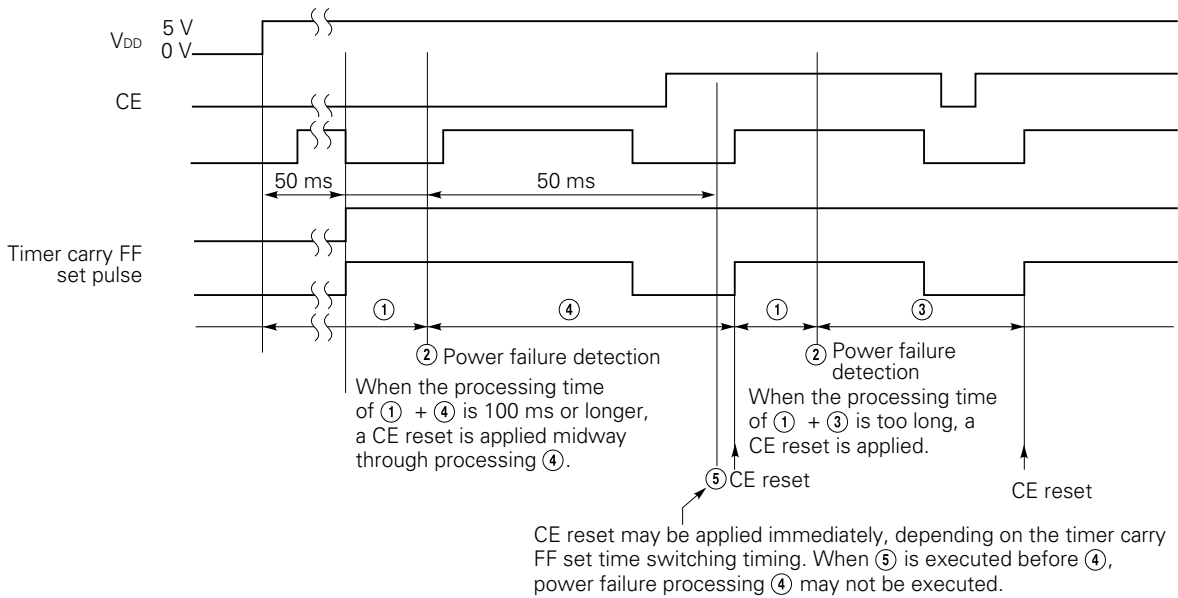 5 V
VDD
0 V
CE
50 ms
50 ms
Timer carry FF
set pulse
① ④ ① ③
② Power failure detection
② Power failure
detection
When the processing time
of ① + ④ is 100 ms or longer,
a CE reset is applied midway
through processing ④.
When the processing time
of ① + ③ is too long, a
CE reset is applied.
⑤ CE reset
CE reset
CE reset may be applied immediately, depending on the timer carry
FF set time switching timing. When ⑤ is executed before ④,
power failure processing ④ may not be executed.